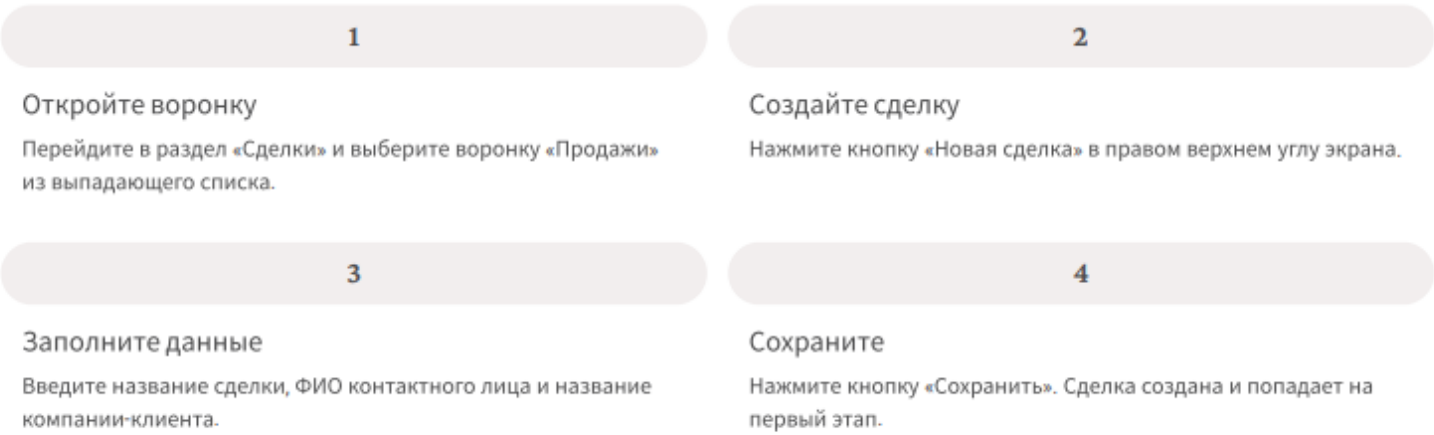 1
Откройте воронку
Перейдите в раздел «Сделки» и выберите воронку «Продажи»
из выпадающего списка.
2
Создайте сделку
Нажмите кнопку «Новая сделка» в правом верхнем углу экрана.
3
Заполните данные
Введите название сделки, ФИО контактного лица и название
компании-клиента.
4
Сохраните
Нажмите кнопку «Сохранить». Сделка создана и попадает на
первый этап.